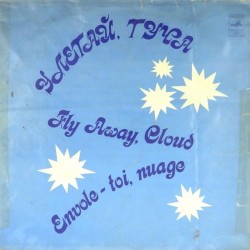 УЛЕТАЙ, ТУЧА
Fly Away, Cloud
Envole-toi, nuage